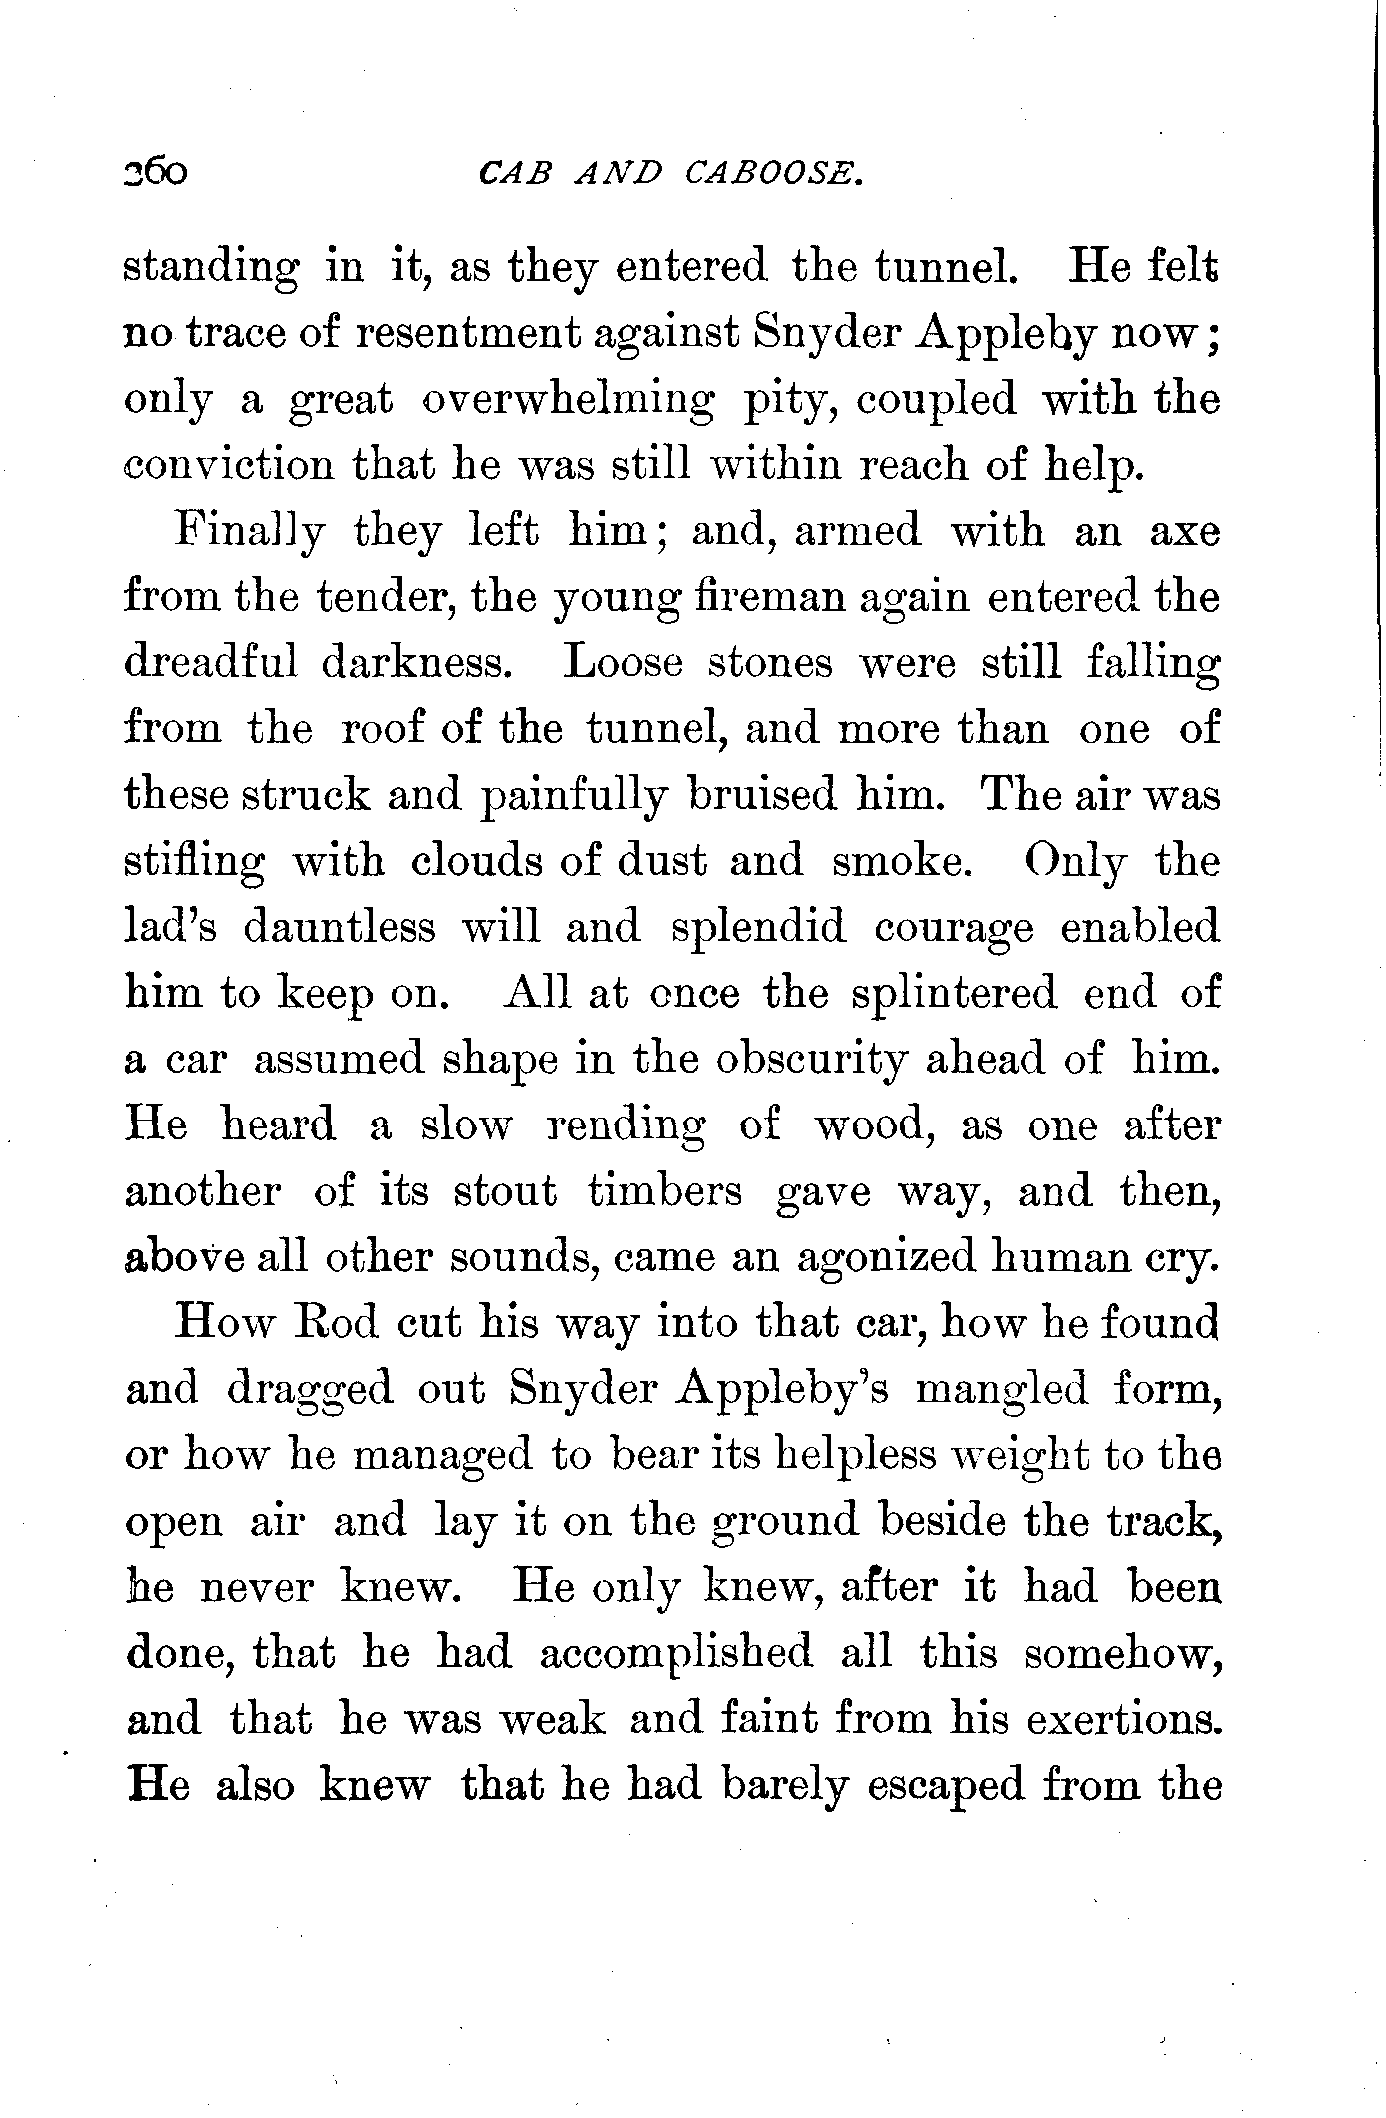 260 CAB AND CABOOSE.
standing in it, as they entered the tunnel. He felt
no trace of resentment against Snyder Appleby now;
only a great overwhelming pity, coupled with the
conviction that he was still within reach of help.
Finally they left him; and, armed with an axe
from the tender, the young fireman again entered the
dreadful darkness. Loose stones were still falling
from the roof of the tunnel, and more than one of
these struck and painfully bruised him. The air was
stifling with clouds of dust and smoke. Only the
lad's dauntless will and splendid courage enabled
him to keep on. All at once the splintered end of
a car assumed shape in the obscurity ahead of him.
He heard a slow rending of wood, as one after
another of its stout timbers gave way, and then,
above all other sounds, came an agonized human cry.
How Rod cut his way into that car, how he found
and dragged out Snyder Appleby's mangled form,
or how he managed to bear its helpless weight to the
open air and lay it on the ground beside the track,
he never knew. He only knew, after it had been
done, that he had accomplished all this somehow,
and that he was weak and faint from his exertions.
He also knew that he had barely escaped from the